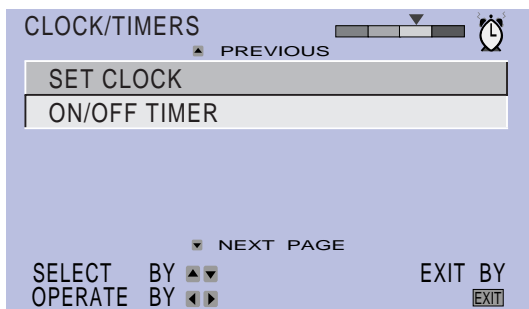 CLOCK/TIMERS
PREVIOUS
SET CLOCK
ON/OFF TIMER
NEXT PAGE
SELECT BY EXIT BY
OPERATE BY EXIT